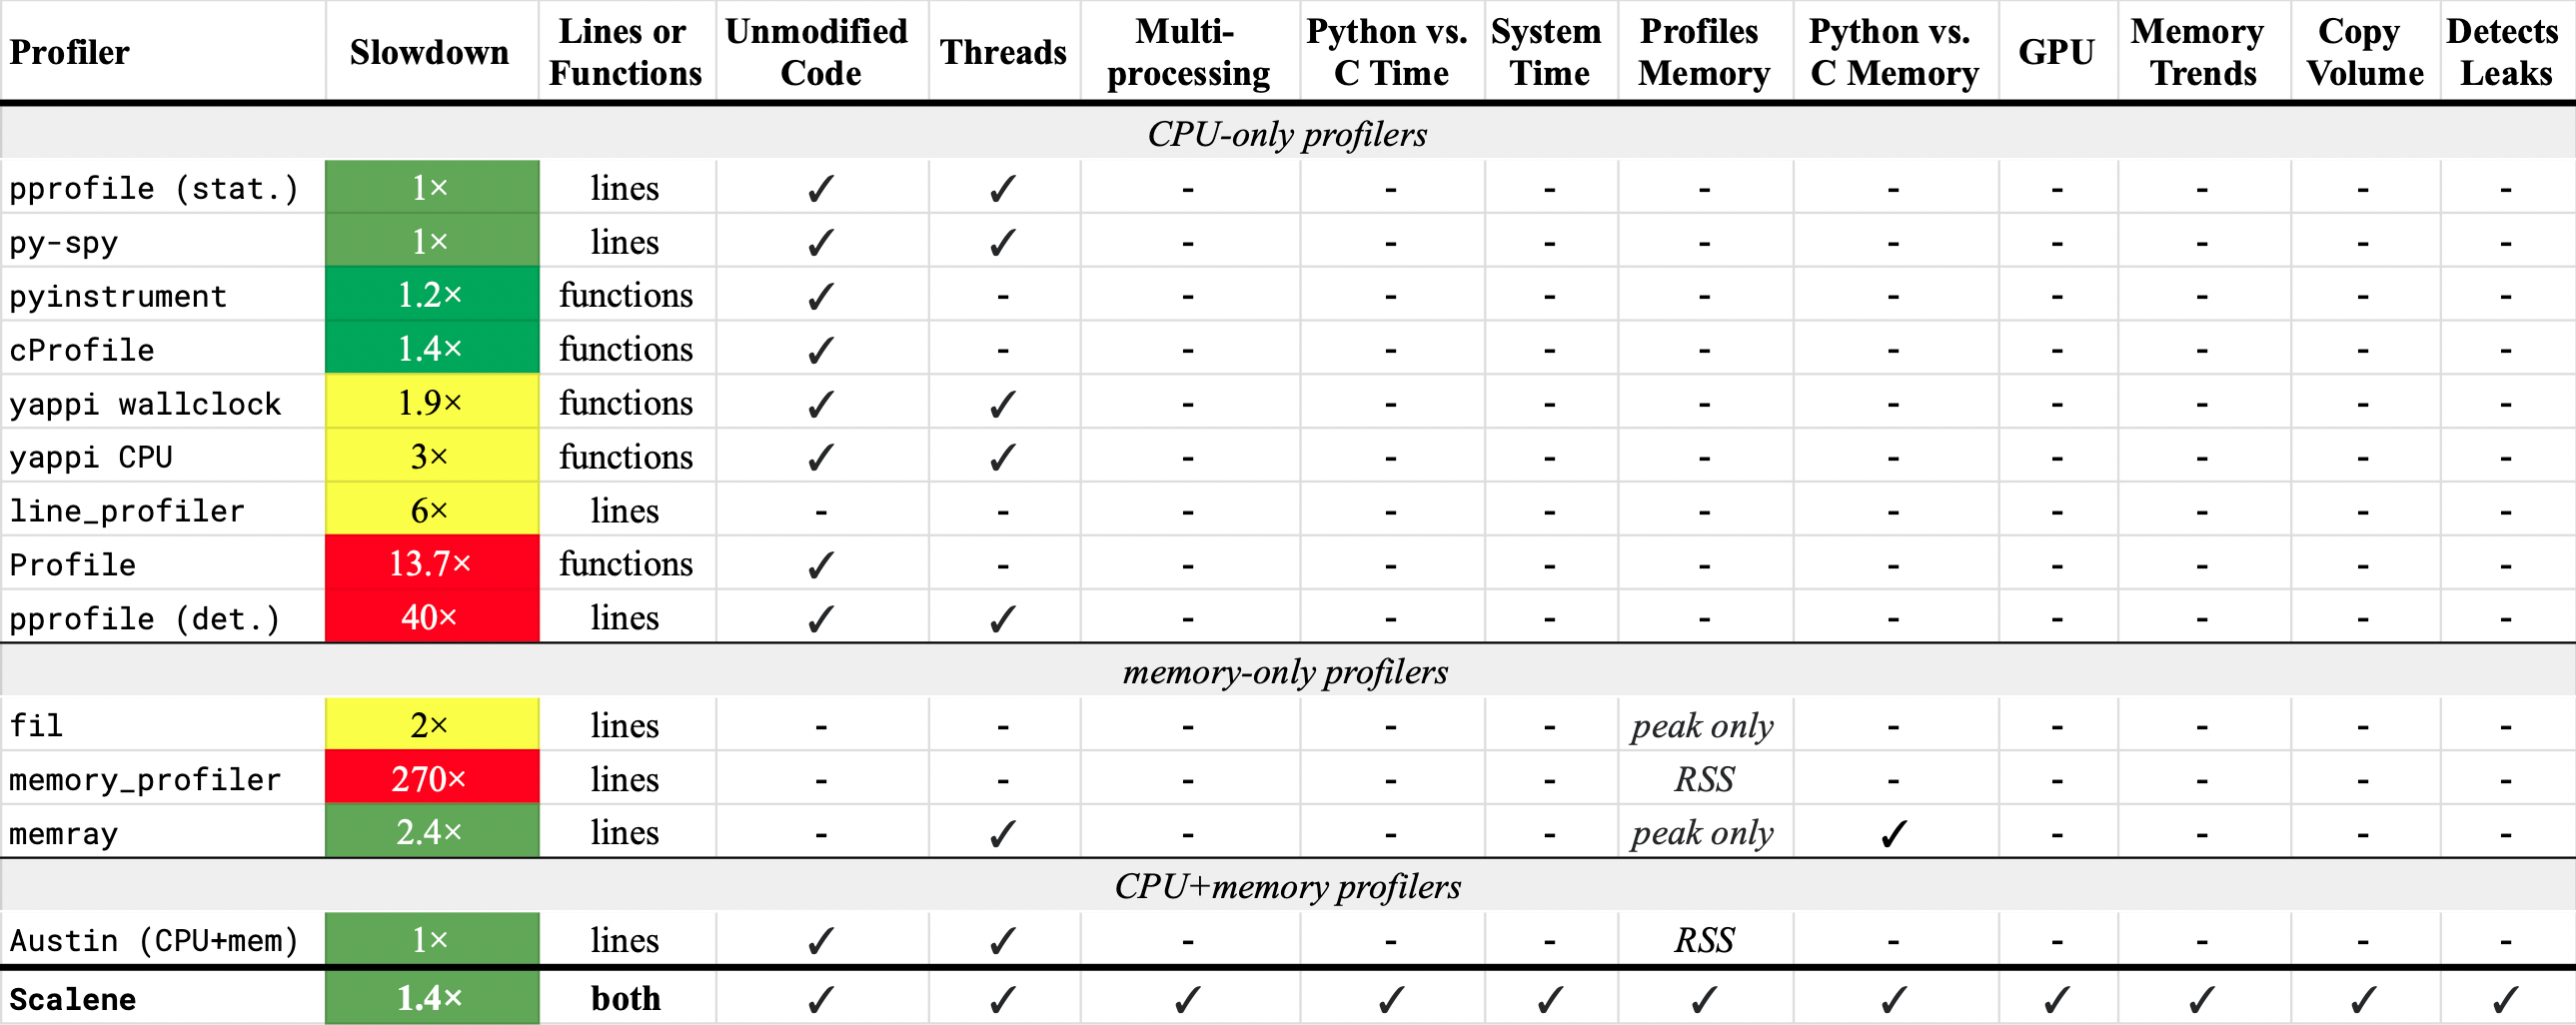 Profiler Slowdown Lines or Functions Unmodified Code Threads Multi-processing Python vs. C Time System Time Profiles Memory Python vs. C Memory GPU Memory Trends Copy Volume Detects Leaks
CPU-only profilers
pprofile (stat.) 1× lines ✓ ✓ - - - - - - - - -
py-spy 1× lines ✓ ✓ - - - - - - - - -
pyinstrument 1.2× functions ✓ - - - - - - - - - -
cProfile 1.4× functions ✓ - - - - - - - - - -
yappi wallclock 1.9× functions ✓ ✓ - - - - - - - - -
yappi CPU 3× functions ✓ ✓ - - - - - - - - -
line_profiler 6× lines - - - - - - - - - - -
Profile 13.7× functions ✓ - - - - - - - - - -
pprofile (det.) 40× lines ✓ ✓ - - - - - - - - -
memory-only profilers
fil 2× lines - - - - - peak only - - - - -
memory_profiler 270× lines - - - - - RSS - - - - -
memray 2.4× lines - ✓ - - - peak only ✓ - - - -
CPU+memory profilers
Austin (CPU+mem) 1× lines ✓ ✓ - - - RSS - - - - -
Scalene 1.4× both ✓ ✓ ✓ ✓ ✓ ✓ ✓ ✓ ✓ ✓ ✓